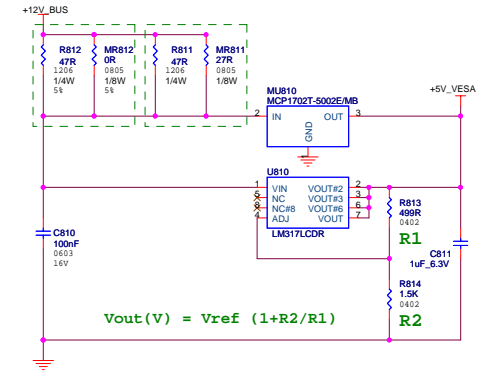 +12V_BUS
R812
47R
1206
1/4W
5%
MR812
0R
0805
1/8W
5%
R811
47R
1206
1/4W
MR811
27R
0805
1/8W
MU810
MCP1702T-5002E/MB
2
IN
OUT
3
GND
1
+5V_VESA
U810
1
VIN
VOUT#2
2
5
NC
VOUT#3
3
8
NC#8
VOUT#6
6
4
ADJ
VOUT
7
LM317LCDR
R813
499R
0402
R1
C810
100nF
0603
16V
C811
1uF_6.3V
R814
1.5K
0402
R2
Vout(V) = Vref (1+R2/R1)